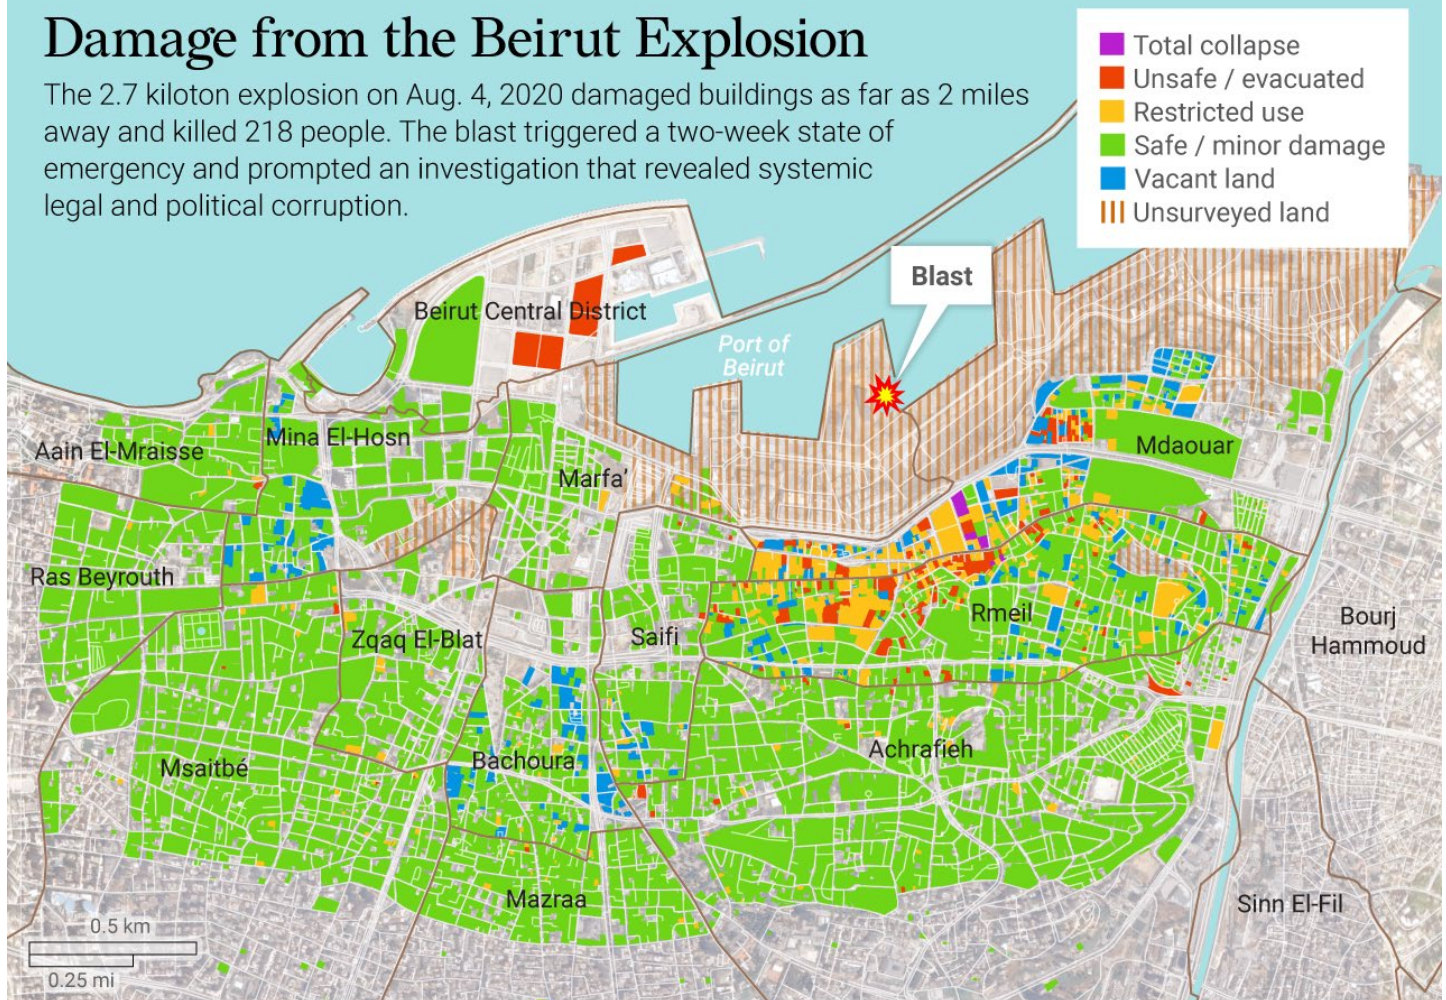 Damage from the Beirut Explosion
The 2.7 kiloton explosion on Aug. 4, 2020 damaged buildings as far as 2 miles
away and killed 218 people. The blast triggered a two-week state of
emergency and prompted an investigation that revealed systemic
legal and political corruption.
Total collapse
Unsafe / evacuated
Restricted use
Safe / minor damage
Vacant land
Unsurveyed land
Blast
Beirut Central District
Port of
Beirut
Aain El-Mraisse
Mina El-Hosn
Marfa’
Mdaouar
Ras Beyrouth
Zqaq El-Blat
Saifi
Rmeil
Bourj
Hammoud
Msaitbé
Bachoura
Achrafieh
Mazraa
Sinn El-Fil
0.5 km
0.25 mi